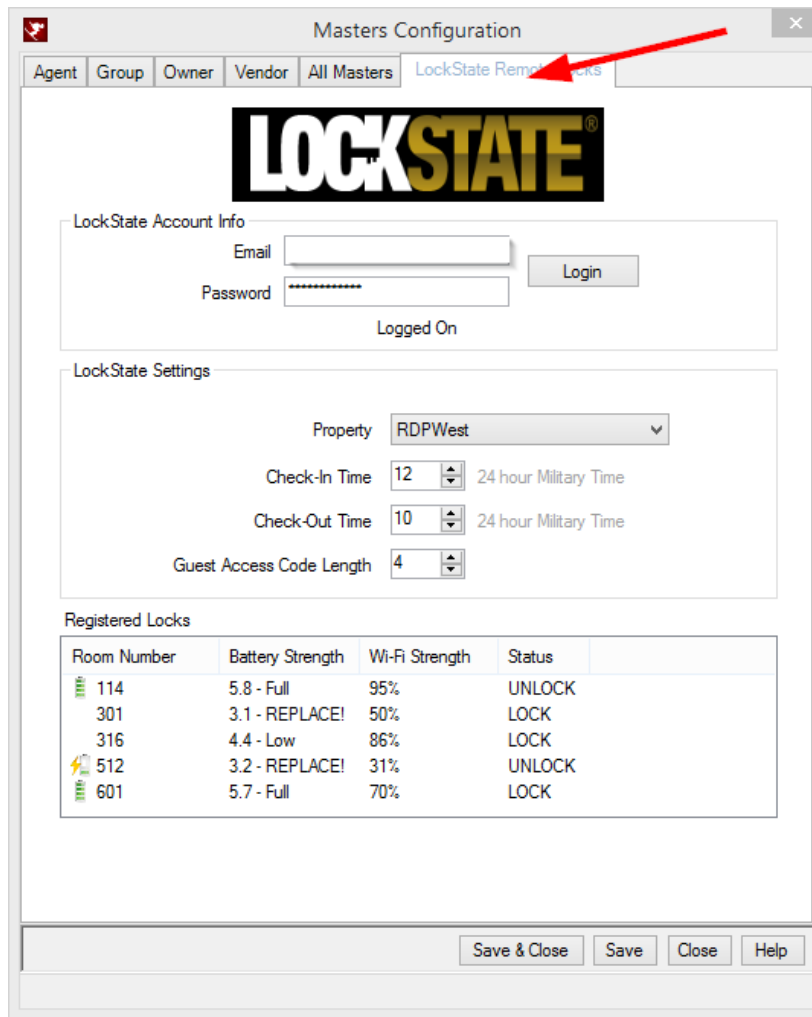 Masters Configuration
Agent Group Owner Vendor All Masters LockState Remot cks
LOCKSTATE®
LockState Account Info
Email
Login
Password ************
Logged On
LockState Settings
Property RDPWest
Check-In Time 12 24 hour Military Time
Check-Out Time 10 24 hour Military Time
Guest Access Code Length 4
Registered Locks
Room Number Battery Strength Wi-Fi Strength Status
114 5.8 - Full 95% UNLOCK
301 3.1 - REPLACE! 50% LOCK
316 4.4 - Low 86% LOCK
512 3.2 - REPLACE! 31% UNLOCK
601 5.7 - Full 70% LOCK
Save & Close Save Close Help